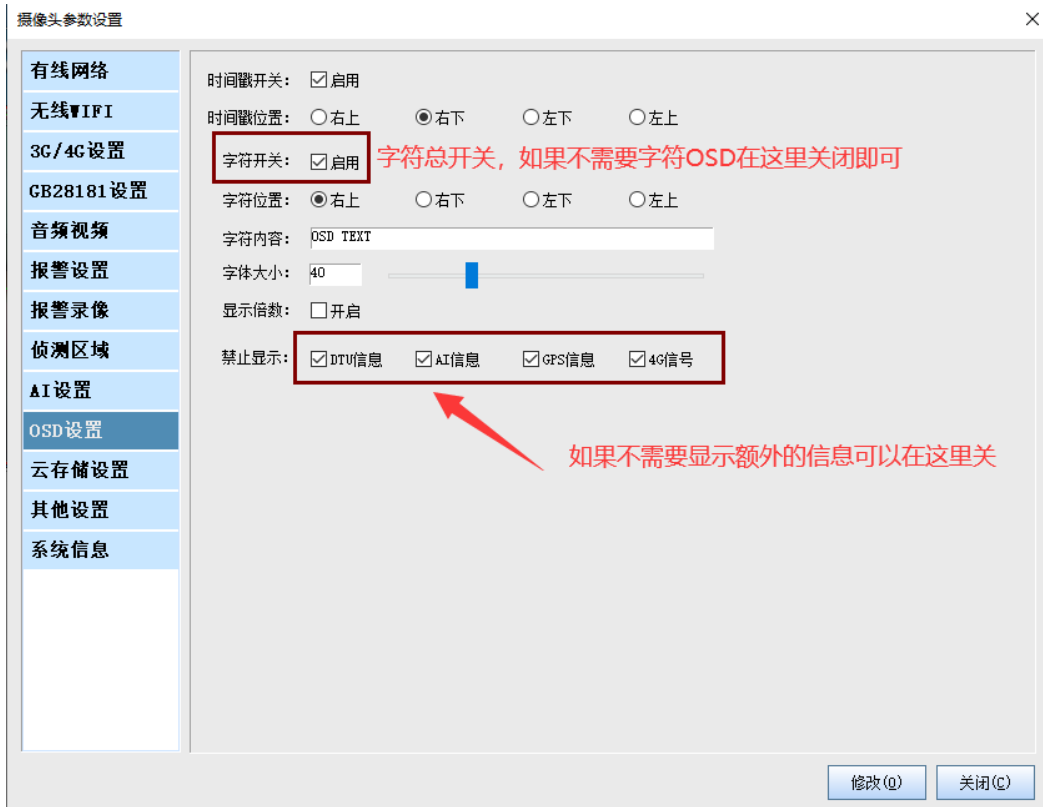 摄像头参数设置
有线网络
无线WIFI
3G/4G设置
GB28181设置
音频视频
报警设置
报警录像
侦测区域
AI设置
OSD设置
云存储设置
其他设置
系统信息
时间戳开关： 启用
时间戳位置： 右上 右下 左下 左上
字符开关： 启用 字符总开关，如果不需要字符OSD在这里关闭即可
字符位置： 右上 右下 左下 左上
字符内容： OSD TEXT
字体大小： 40
显示倍数： 开启
禁止显示： DTU信息 AI信息 GPS信息 4G信号
如果不需要显示额外的信息可以在这里关
修改(O) 关闭(C)